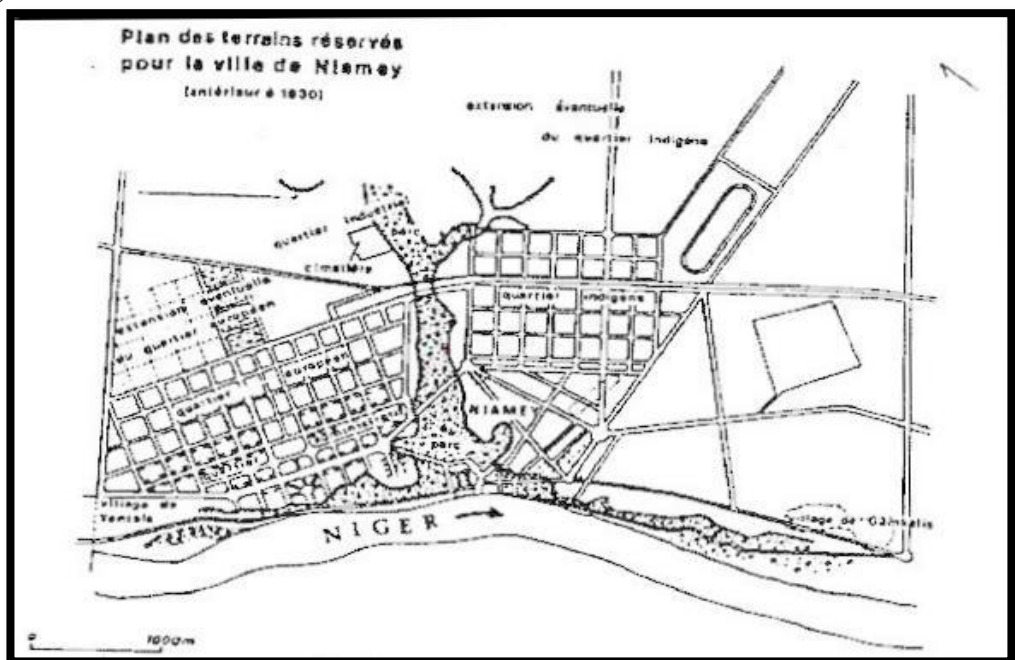 Plan des terrains réservés
pour la ville de Niamey
(antérieur à 1930)
extension éventuelle
du quartier indigène
quartier industriel
parc
cimetière
extension éventuelle
du quartier européen
quartier indigène
quartier européen
NIAMEY
parc
village de
NIGER
village de
0 1000m